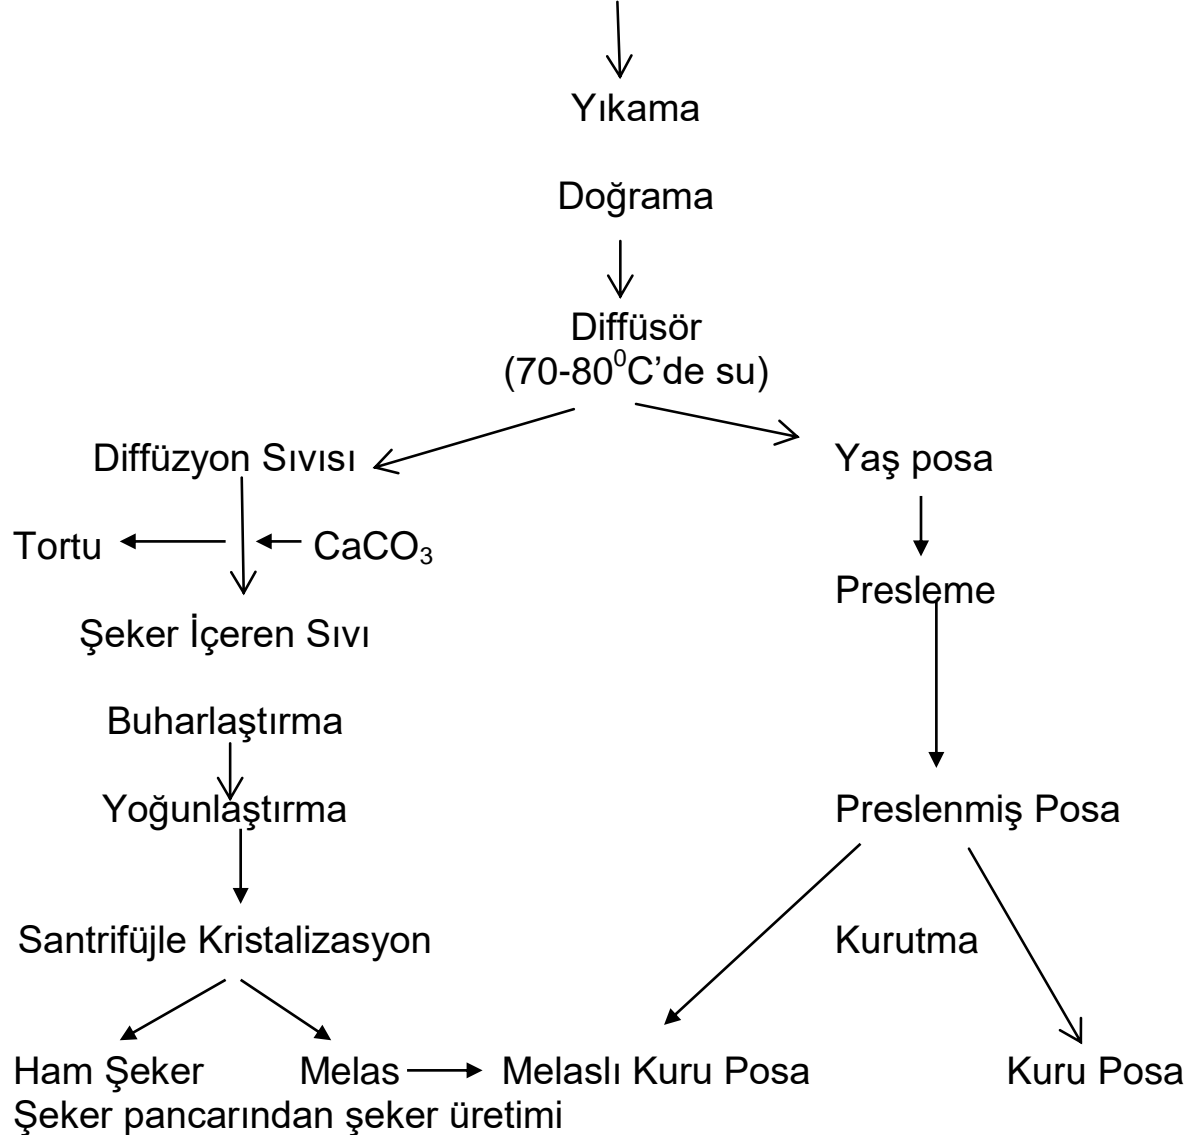 Yıkama
Doğrama
Diffüsör
(70-80⁰C’de su)
Diffüzyon Sıvısı
Yaş posa
Tortu
CaCO₃
Presleme
Şeker İçeren Sıvı
Buharlaştırma
Yoğunlaştırma
Preslenmiş Posa
Santrifüjle Kristalizasyon
Kurutma
Ham Şeker
Melas
Melaslı Kuru Posa
Kuru Posa
Şeker pancarından şeker üretimi